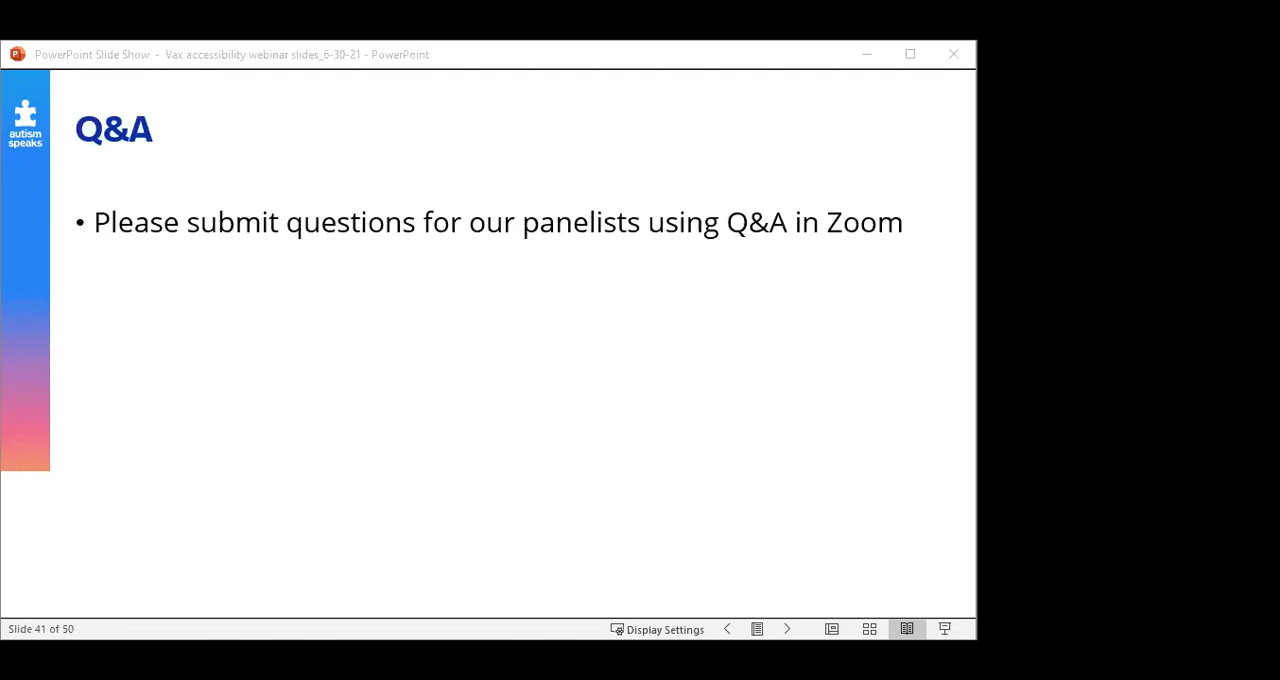 PowerPoint Slide Show - Vax accessibility webinar slides_6-30-21 - PowerPoint
autism
speaks
Q&A
• Please submit questions for our panelists using Q&A in Zoom
Slide 41 of 50
Display Settings